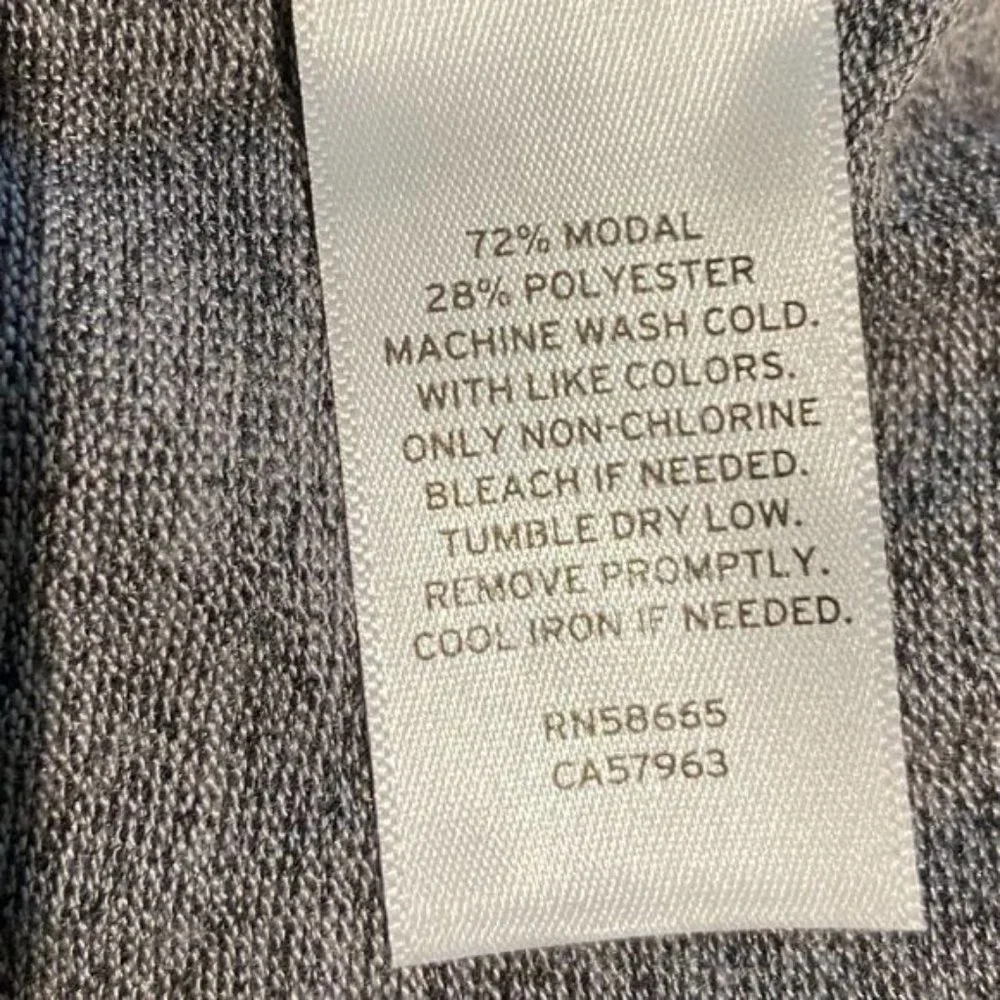 72% MODAL
28% POLYESTER
MACHINE WASH COLD.
WITH LIKE COLORS.
ONLY NON-CHLORINE
BLEACH IF NEEDED.
TUMBLE DRY LOW.
REMOVE PROMPTLY.
COOL IRON IF NEEDED.
RN58665
CA57963